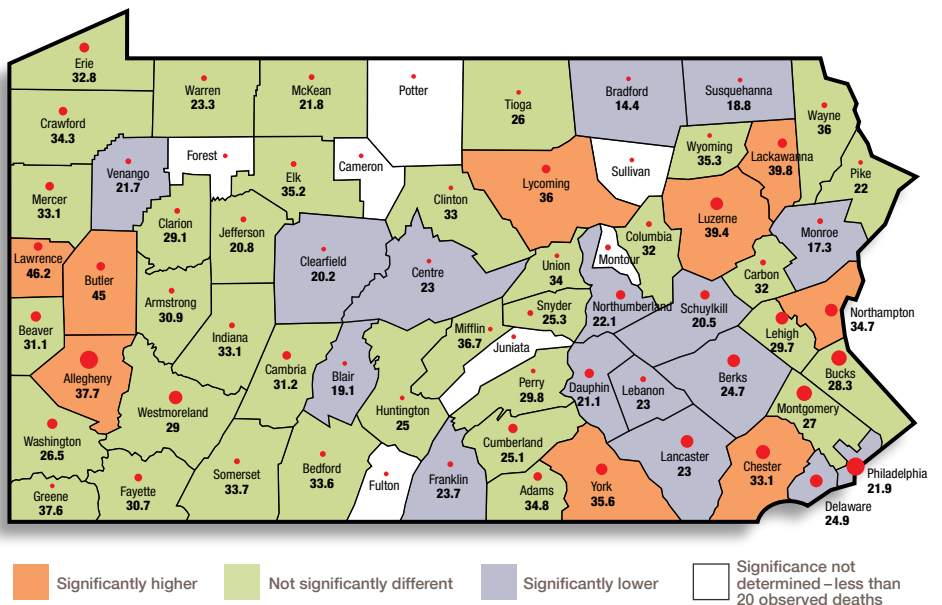 Erie
32.8
Warren
23.3
McKean
21.8
Potter
Tioga
26
Bradford
14.4
Susquehanna
18.8
Wayne
36
Crawford
34.3
Forest
Venango
21.7
Cameron
Elk
35.2
Lycoming
36
Sullivan
Wyoming
35.3
Lackawanna
39.8
Pike
22
Mercer
33.1
Clarion
29.1
Jefferson
20.8
Clinton
33
Luzerne
39.4
Columbia
32
Montour
Monroe
17.3
Lawrence
46.2
Butler
45
Clearfield
20.2
Centre
23
Union
34
Carbon
32
Armstrong
30.9
Snyder
25.3
Northumberland
22.1
Schuylkill
20.5
Northampton
34.7
Beaver
31.1
Indiana
33.1
Mifflin
36.7
Juniata
Lehigh
29.7
Allegheny
37.7
Cambria
31.2
Blair
19.1
Perry
29.8
Dauphin
21.1
Lebanon
23
Berks
24.7
Bucks
28.3
Westmoreland
29
Huntington
25
Montgomery
27
Washington
26.5
Cumberland
25.1
Lancaster
23
Chester
33.1
Philadelphia
21.9
Greene
37.6
Fayette
30.7
Somerset
33.7
Bedford
33.6
Fulton
Franklin
23.7
Adams
34.8
York
35.6
Delaware
24.9
Significantly higher
Not significantly different
Significantly lower
Significance not
determined – less than
20 observed deaths